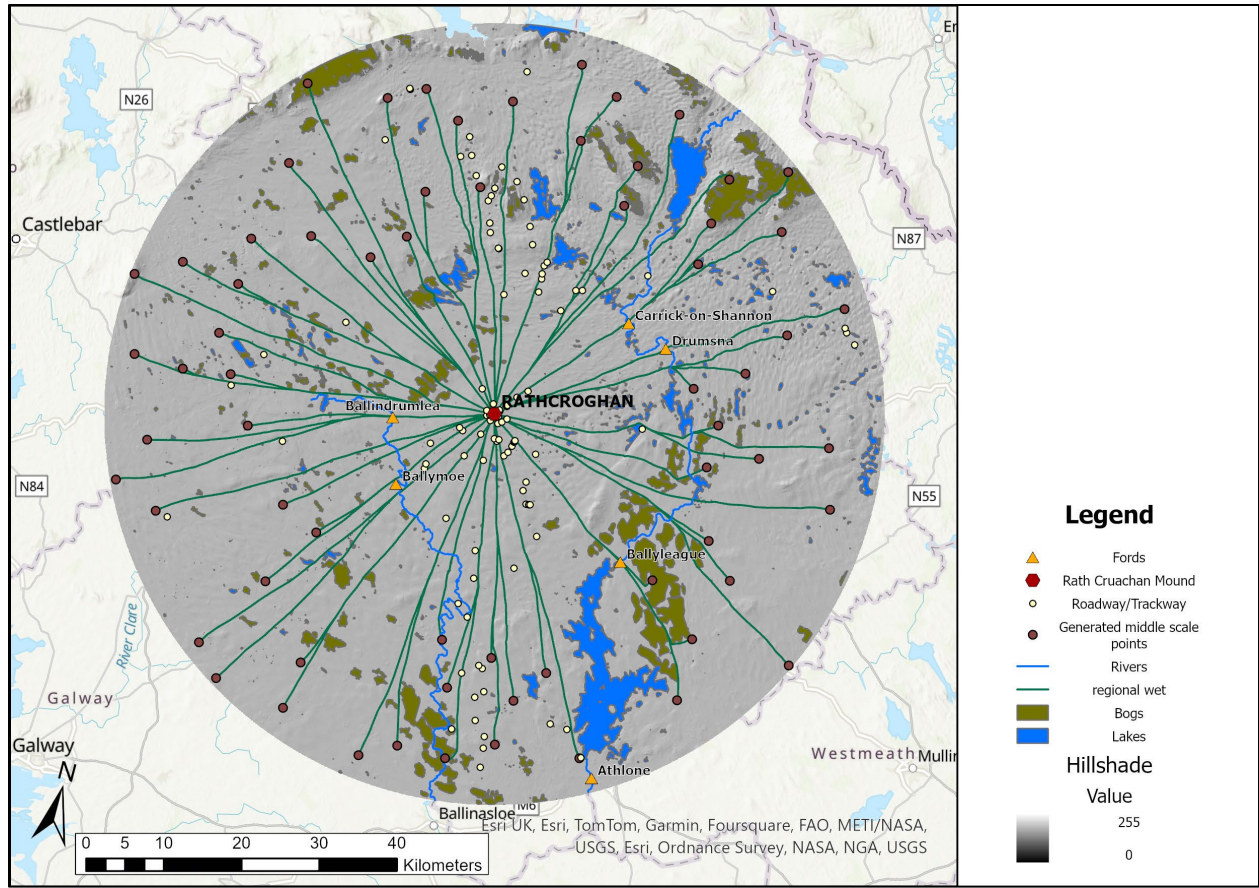 N26
Er
Castlebar
N87
Carrick-on-Shannon
Drumsna
RATHCROGHAN
Ballindrumlea
Ballymoe
N84
N55
Ballyleague
River Clare
Galway
Galway
Westmeath
Mullin
Athlone
Ballinasloe
M6
N
0 5 10 20 30 40
Kilometers
Esri UK, Esri, TomTom, Garmin, Foursquare, FAO, METI/NASA,
USGS, Esri, Ordnance Survey, NASA, NGA, USGS
Legend
Fords
Rath Cruachan Mound
Roadway/Trackway
Generated middle scale
points
Rivers
regional wet
Bogs
Lakes
Hillshade
Value
255
0